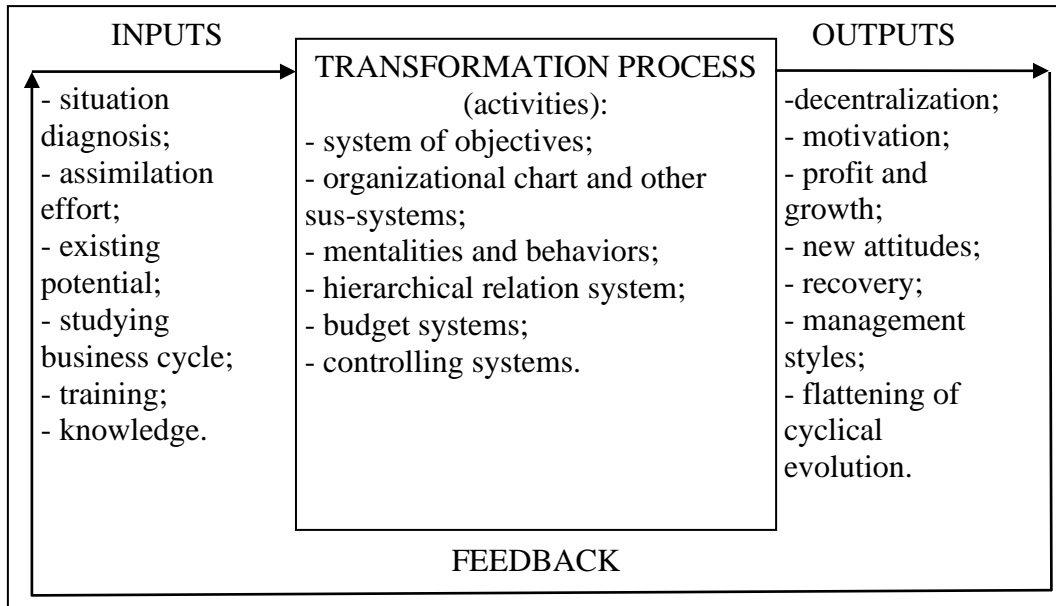 INPUTS
- situation
diagnosis;
- assimilation
effort;
- existing
potential;
- studying
business cycle;
- training;
- knowledge.
TRANSFORMATION PROCESS
(activities):
- system of objectives;
- organizational chart and other
sus-systems;
- mentalities and behaviors;
- hierarchical relation system;
- budget systems;
- controlling systems.
OUTPUTS
-decentralization;
- motivation;
- profit and
growth;
- new attitudes;
- recovery;
- management
styles;
- flattening of
cyclical
evolution.
FEEDBACK